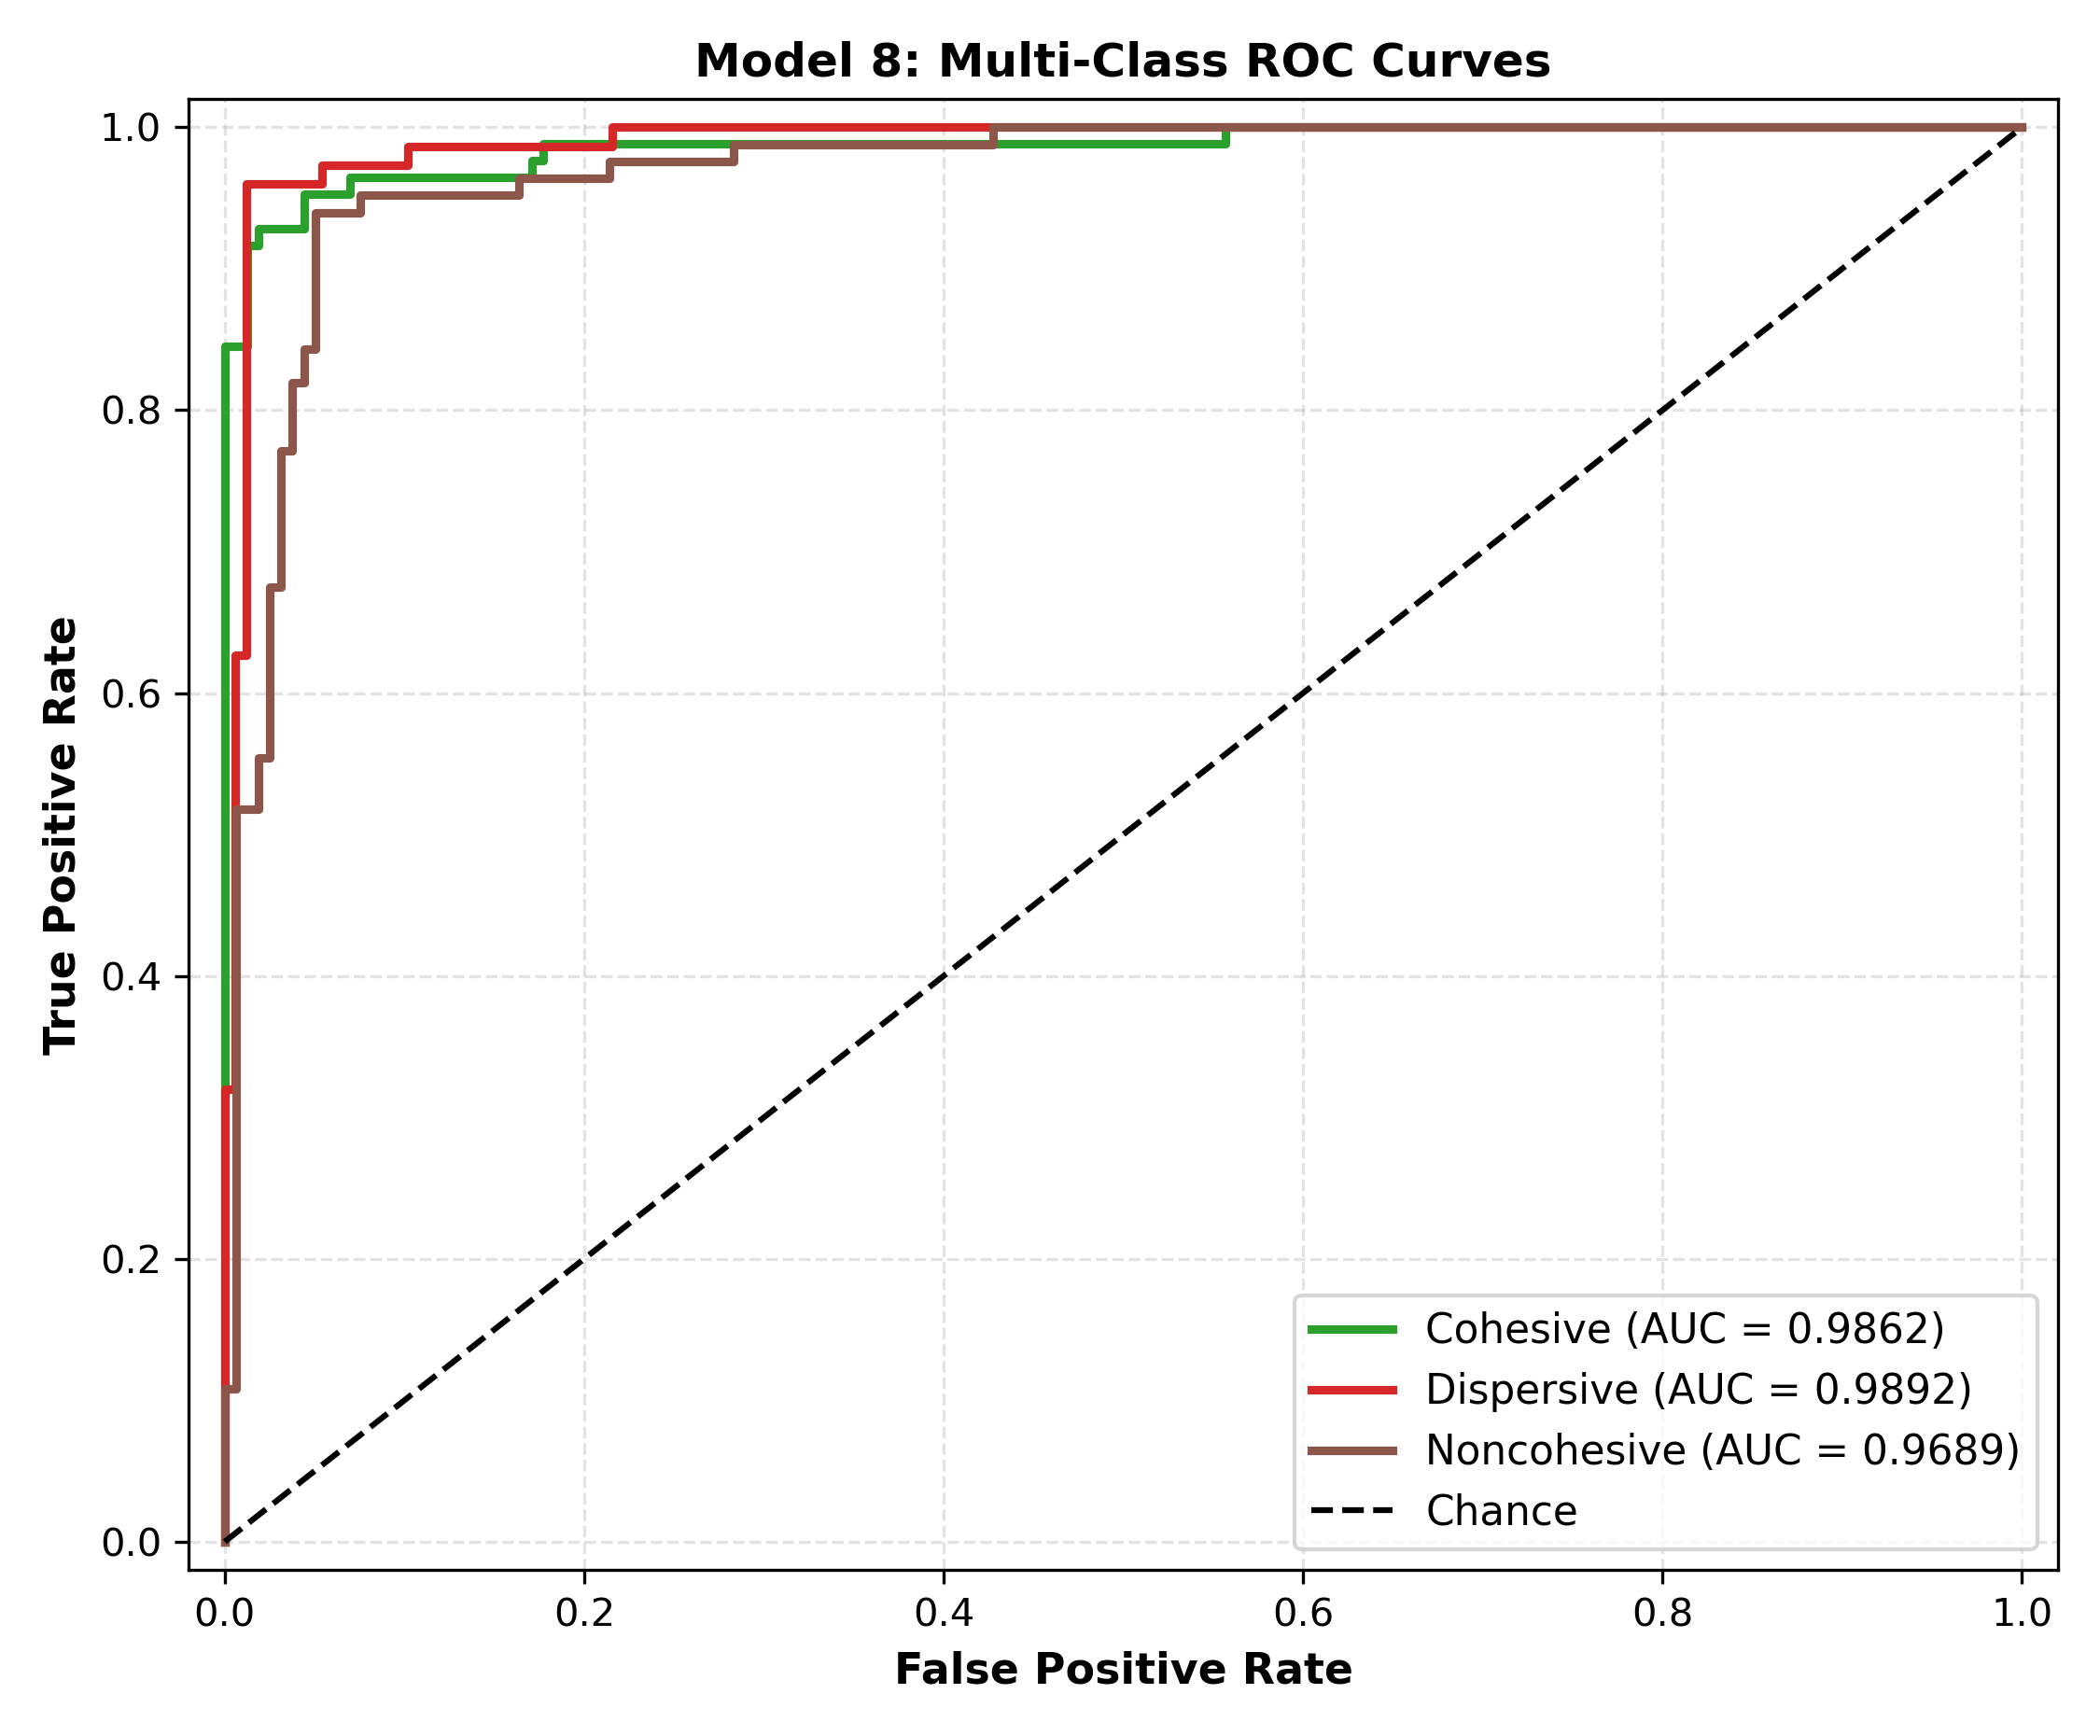 Model 8: Multi-Class ROC Curves
True Positive Rate
1.0
0.8
0.6
0.4
0.2
0.0
0.0 0.2 0.4 0.6 0.8 1.0
False Positive Rate
Cohesive (AUC = 0.9862)
Dispersive (AUC = 0.9892)
Noncohesive (AUC = 0.9689)
Chance